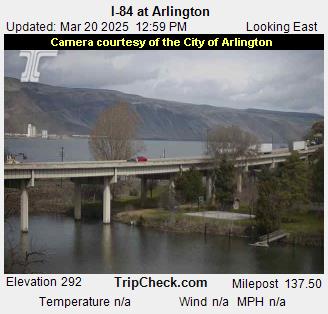 I-84 at Arlington
Updated: Mar 20 2025 12:59 PM Looking East
Camera courtesy of the City of Arlington
Elevation 292 TripCheck.com Milepost 137.50
Temperature n/a Wind n/a MPH n/a